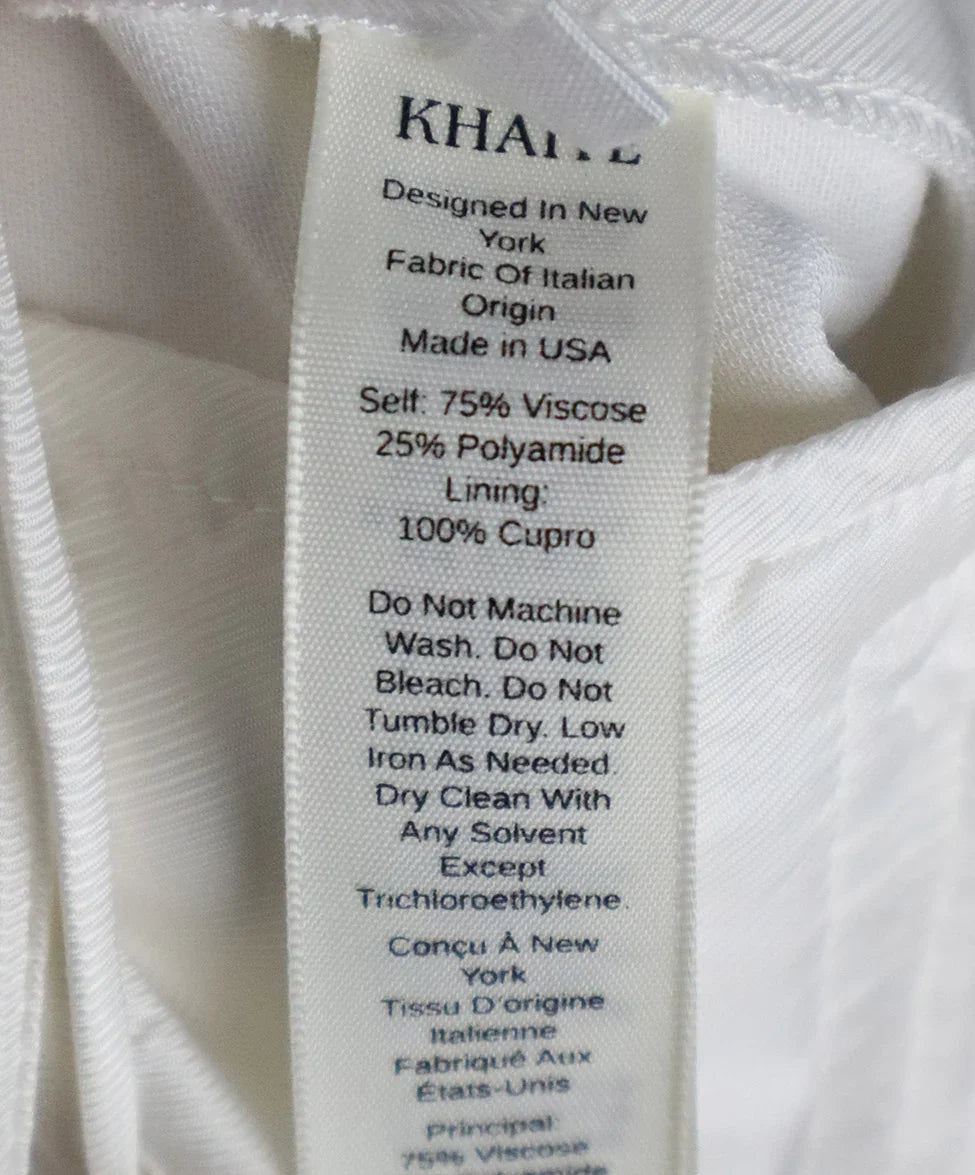 KHAITE
Designed In New
York
Fabric Of Italian
Origin
Made in USA
Self: 75% Viscose
25% Polyamide
Lining:
100% Cupro
Do Not Machine
Wash. Do Not
Bleach. Do Not
Tumble Dry. Low
Iron As Needed.
Dry Clean With
Any Solvent
Except
Trichloroethylene.
Conçu À New
York
Tissu D'origine
Italienne
Fabriqué Aux
États-Unis
Principal:
75% Viscose